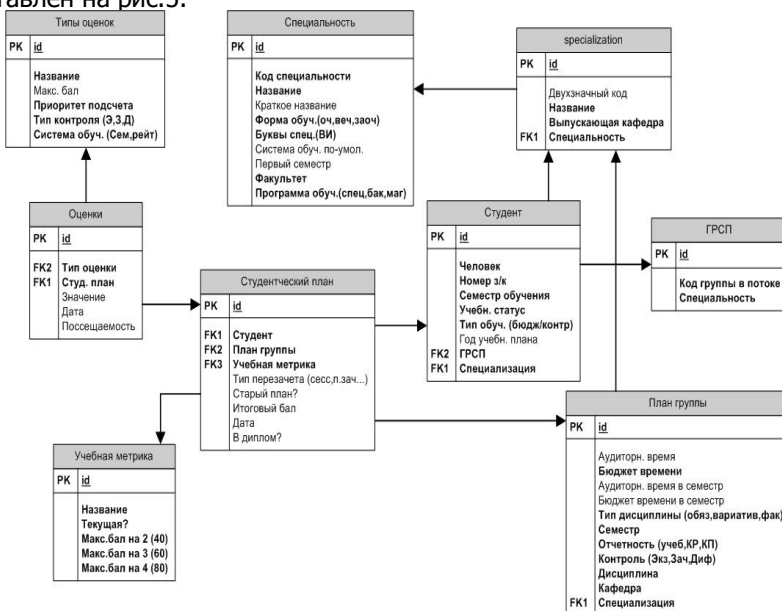 тавлен на рис.5.
Типы оценок
PK id
Название
Макс. бал
Приоритет подсчета
Тип контроля (Э,З,Д)
Система обуч. (Сем,рейт)
Специальность
PK id
Код специальности
Название
Краткое название
Форма обуч.(оч,веч,заоч)
Буквы спец.(ВИ)
Система обуч. по-умол.
Первый семестр
Факультет
Программа обуч.(спец,бак,маг)
specialization
PK id
Двухзначный код
Название
Выпускающая кафедра
FK1 Специальность
Оценки
PK id
FK2 Тип оценки
FK1 Студ. план
Значение
Дата
Поссещаемость
Студенческий план
PK id
FK1 Студент
FK2 План группы
FK3 Учебная метрика
Тип перезачета (сесс,п.зач...)
Старый план?
Итоговый бал
Дата
В диплом?
Студент
PK id
Человек
Номер з/к
Семестр обучения
Учебн. статус
Тип обуч. (бюдж/контр)
Год учебн. плана
FK2 ГРСП
FK1 Специализация
ГРСП
PK id
Код группы в потоке
Специальность
Учебная метрика
PK id
Название
Текущая?
Макс.бал на 2 (40)
Макс.бал на 3 (60)
Макс.бал на 4 (80)
План группы
PK id
Аудиторн. время
Бюджет времени
Аудиторн. время в семестр
Бюджет времени в семестр
Тип дисциплины (обяз,вариатив,фак)
Семестр
Отчетность (учеб,КР,КП)
Контроль (Экз,Зач,Диф)
Дисциплина
Кафедра
FK1 Специализация